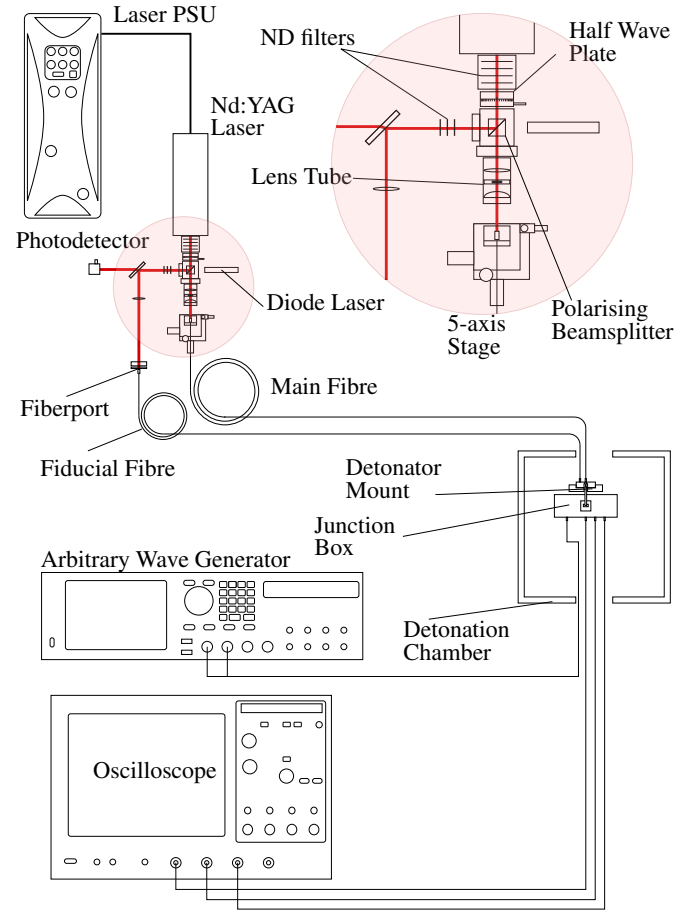 Laser PSU
ND filters
Half Wave
Plate
Nd:YAG
Laser
Lens Tube
Photodetector
Diode Laser
5-axis
Stage
Polarising
Beamsplitter
Main Fibre
Fiberport
Fiducial Fibre
Detonator
Mount
Junction
Box
Arbitrary Wave Generator
Detonation
Chamber
Oscilloscope